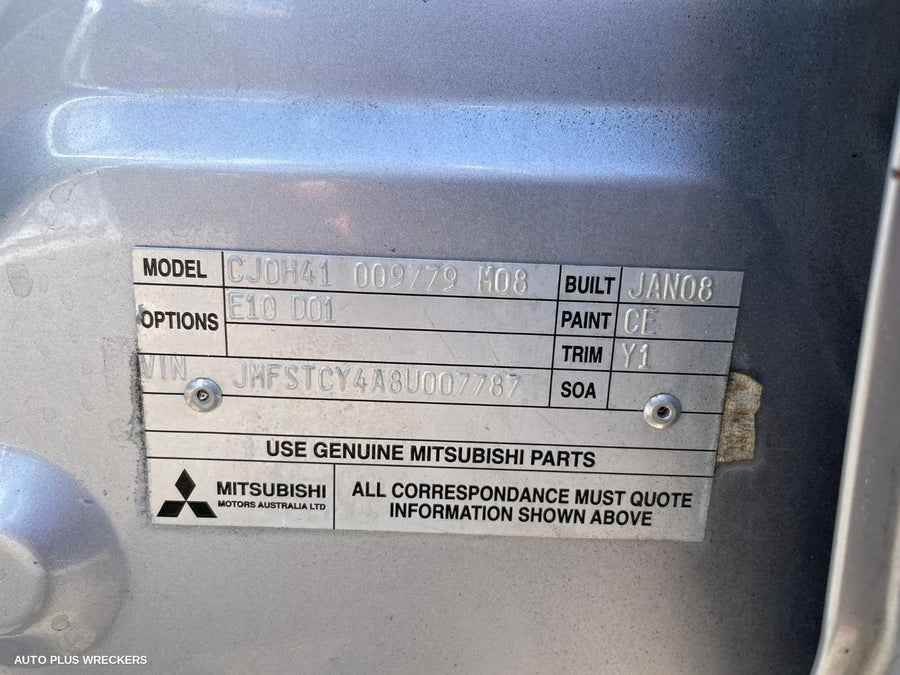 MODEL CJ0H41 009/79 M08 BUILT JAN08
OPTIONS E10 D01 PAINT CE
TRIM Y1
VIN JMFSTCY4A8U007787 SOA
USE GENUINE MITSUBISHI PARTS
MITSUBISHI
MOTORS AUSTRALIA LTD
ALL CORRESPONDANCE MUST QUOTE
INFORMATION SHOWN ABOVE
AUTO PLUS WRECKERS